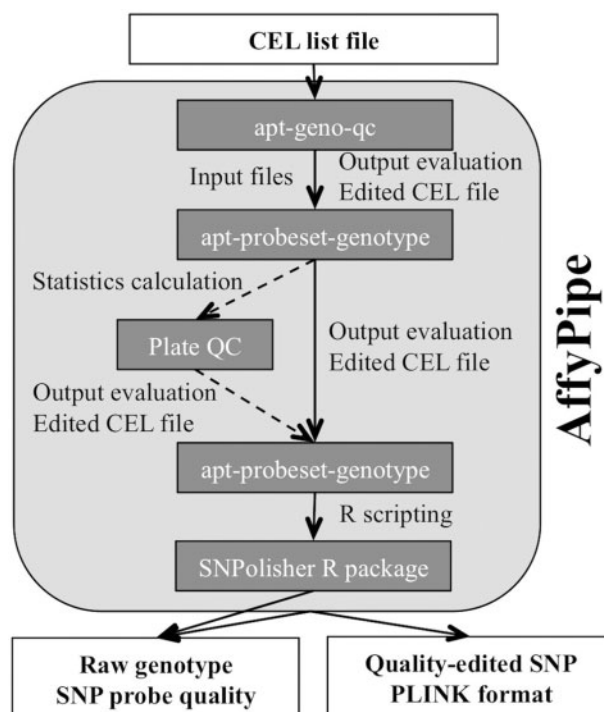 CEL list file
apt-geno-qc
Input files
Output evaluation
Edited CEL file
apt-probeset-genotype
Statistics calculation
Plate QC
Output evaluation
Edited CEL file
Output evaluation
Edited CEL file
apt-probeset-genotype
R scripting
SNPolisher R package
AffyPipe
Raw genotype
SNP probe quality
Quality-edited SNP
PLINK format